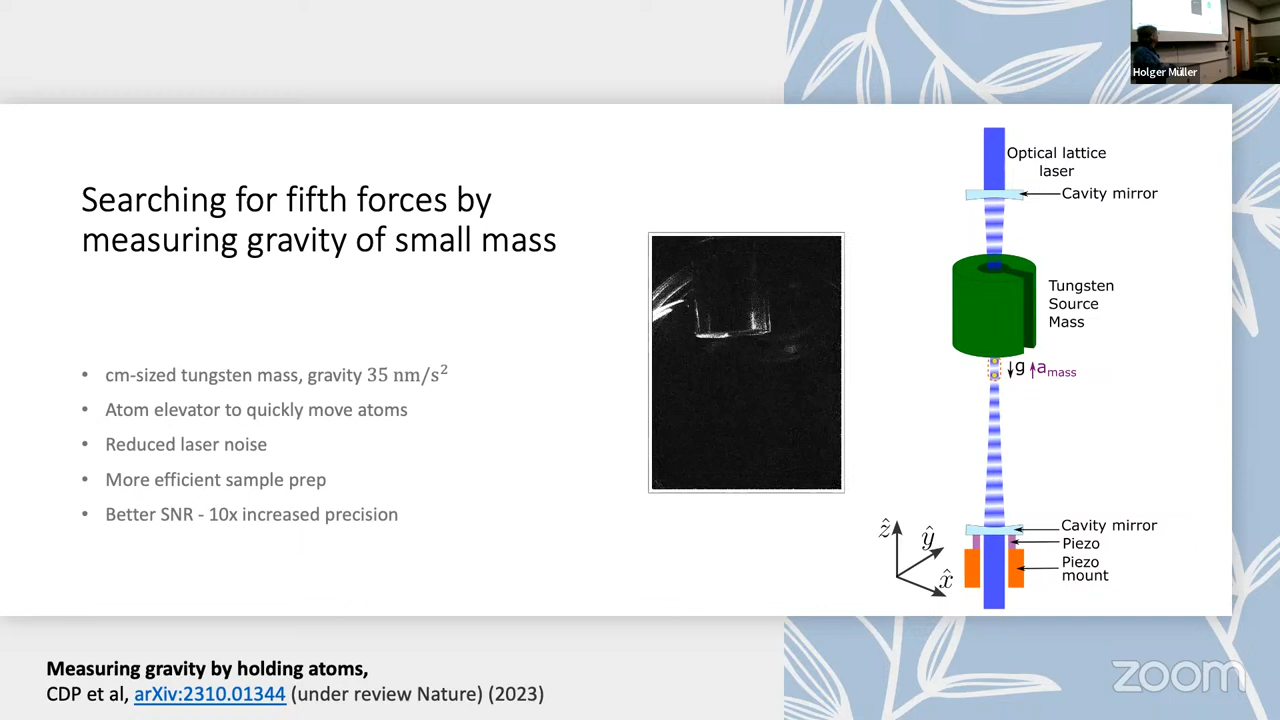 Holger Müller
Searching for fifth forces by
measuring gravity of small mass
• cm-sized tungsten mass, gravity 35 nm/s²
• Atom elevator to quickly move atoms
• Reduced laser noise
• More efficient sample prep
• Better SNR - 10x increased precision
Optical lattice
laser
Cavity mirror
Tungsten
Source
Mass
g
a_mass
Cavity mirror
Piezo
Piezo
mount
ẑ
ŷ
x̂
Measuring gravity by holding atoms,
CDP et al, arXiv:2310.01344 (under review Nature) (2023)
zoom